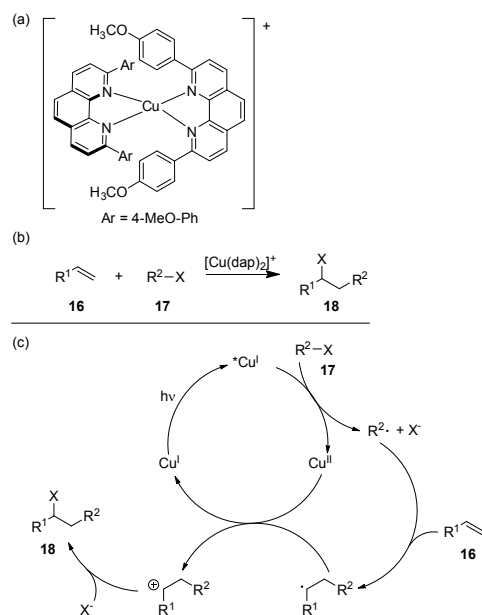 (a)
+
H₃CO
Ar
N
N
Cu
N
N
Ar
H₃CO
Ar = 4-MeO-Ph
(b)
R¹ + R²–X [Cu(dap)₂]⁺ X R¹ R²
16 17 18
(c)
R²–X
17
*Cuᴵ
hν
R²· + X⁻
Cuᴵ Cuᴵᴵ
X
R¹ R²
18
R¹
16
⊕ R² R¹
· R² R¹
X⁻